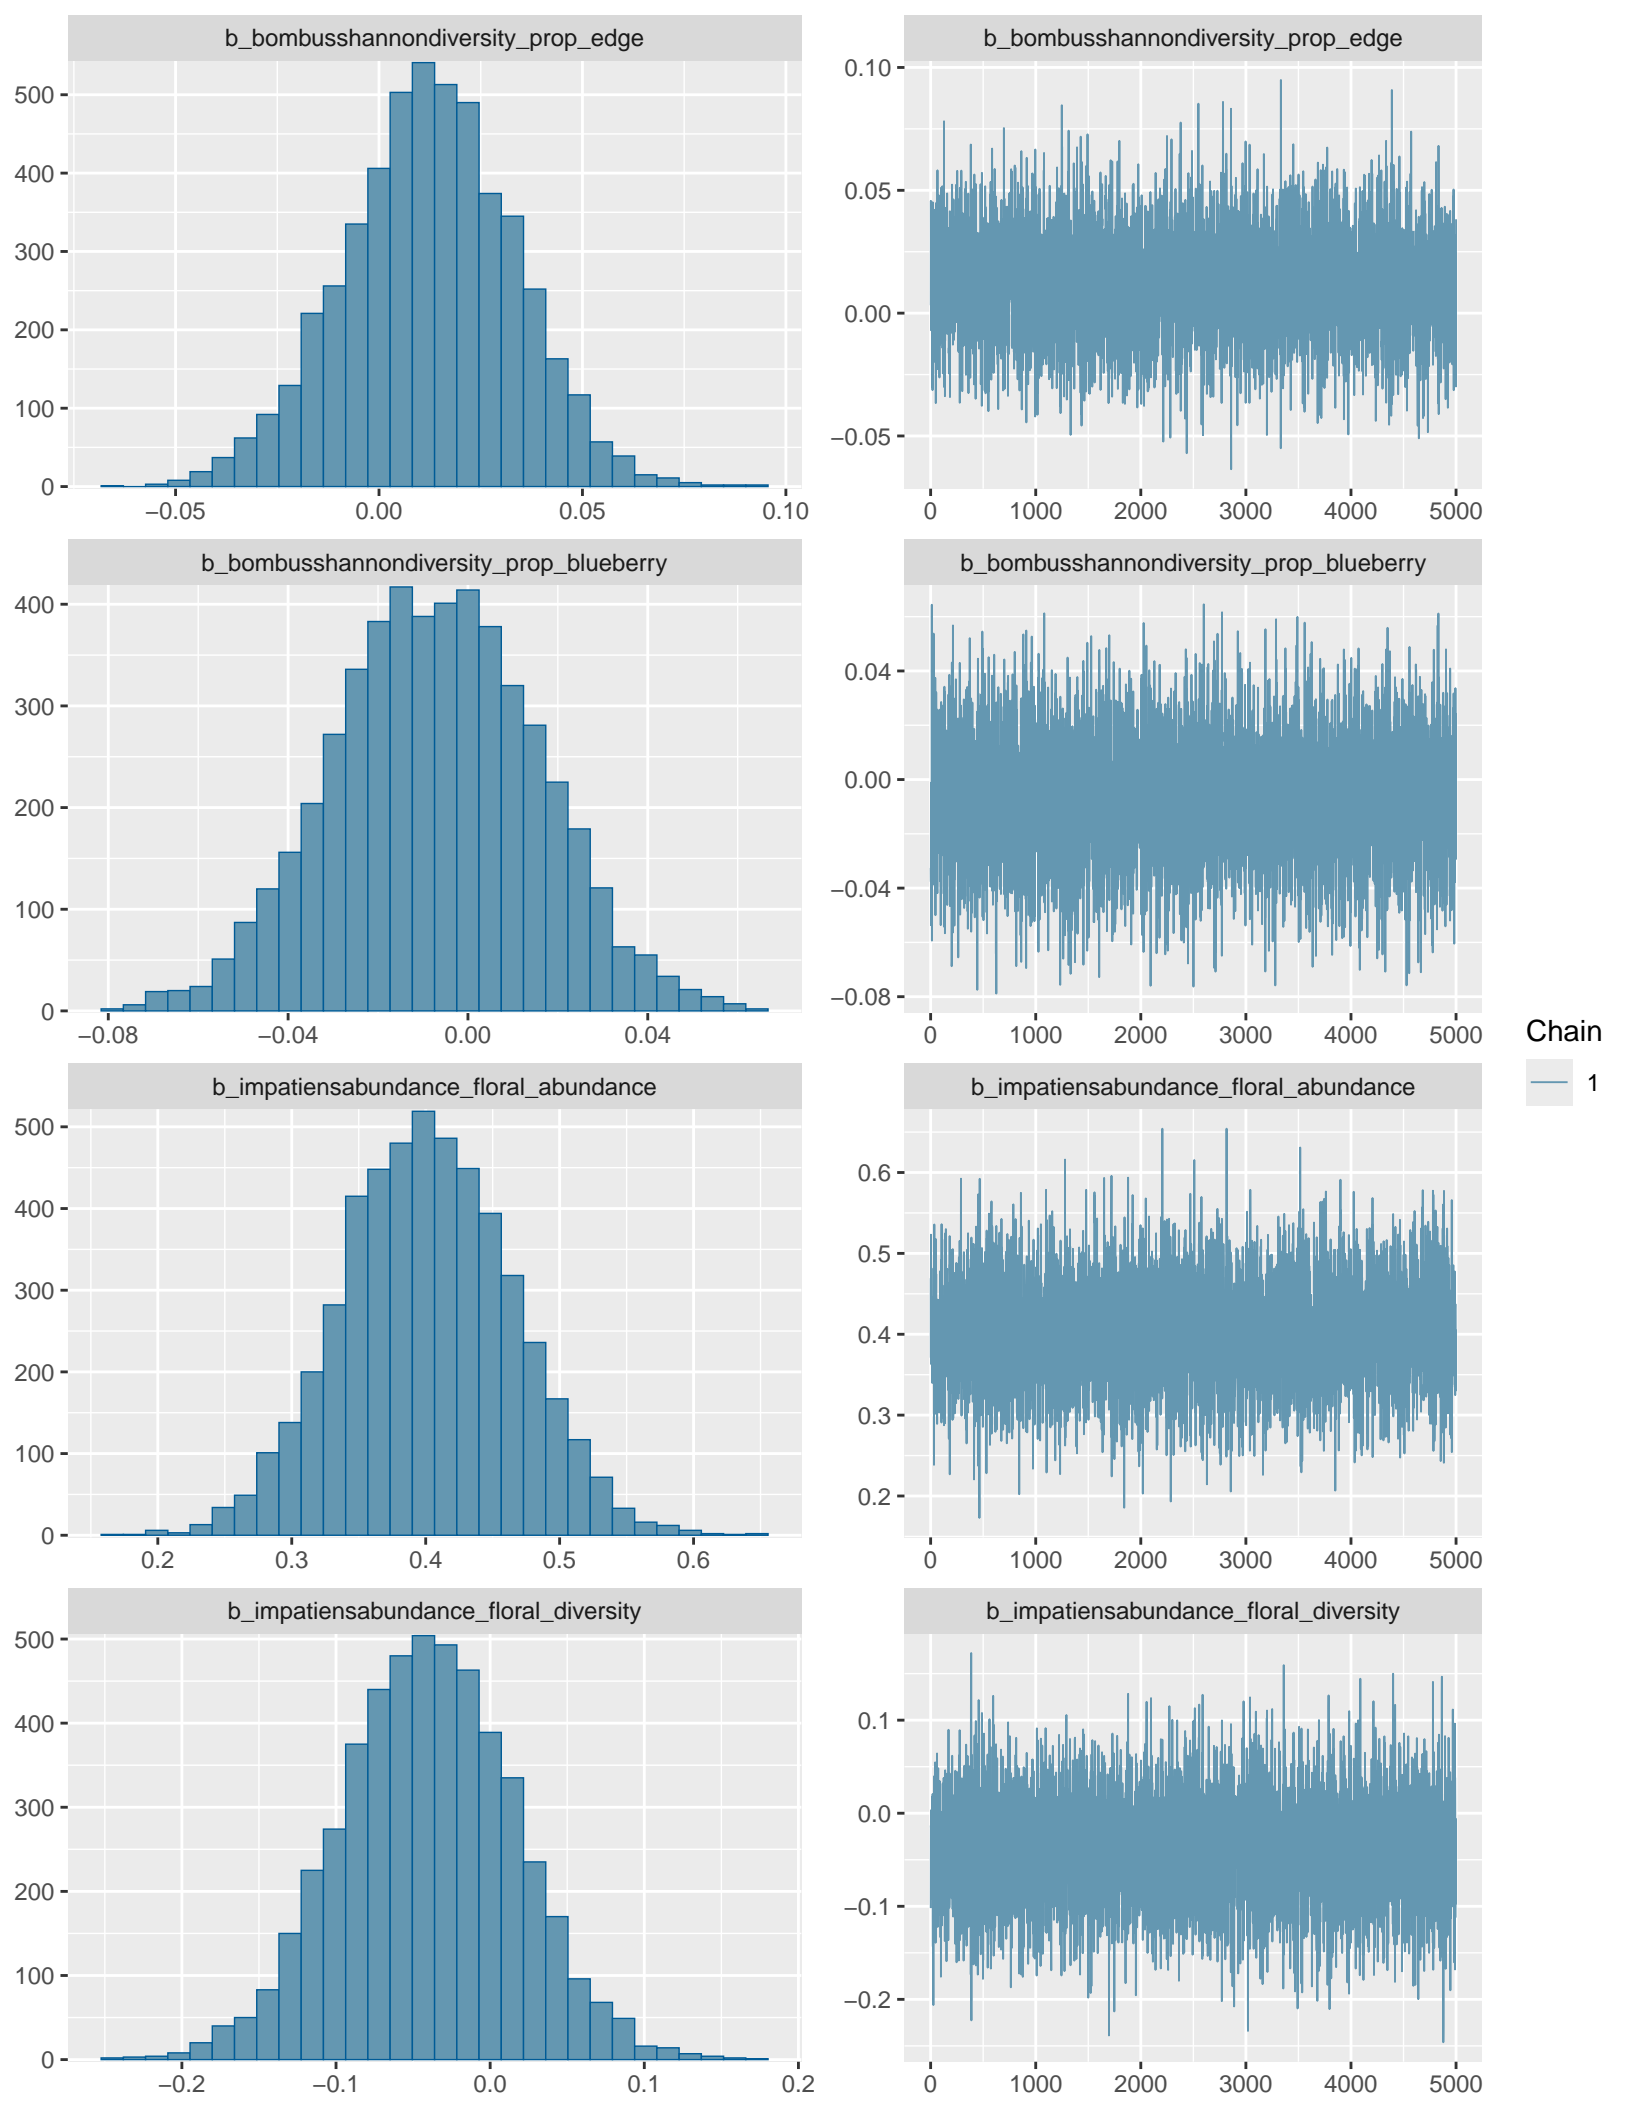 b_bombusshannondiversity_prop_edge
b_bombusshannondiversity_prop_edge
500
400
300
200
100
0
−0.05 0.00 0.05 0.10
0.10
0.05
0.00
−0.05
0 1000 2000 3000 4000 5000
b_bombusshannondiversity_prop_blueberry
b_bombusshannondiversity_prop_blueberry
400
300
200
100
0
−0.08 −0.04 0.00 0.04
0.04
0.00
−0.04
−0.08
0 1000 2000 3000 4000 5000
Chain
1
b_impatiensabundance_floral_abundance
b_impatiensabundance_floral_abundance
500
400
300
200
100
0
0.2 0.3 0.4 0.5 0.6
0.6
0.5
0.4
0.3
0.2
0 1000 2000 3000 4000 5000
b_impatiensabundance_floral_diversity
b_impatiensabundance_floral_diversity
500
400
300
200
100
0
−0.2 −0.1 0.0 0.1 0.2
0.1
0.0
−0.1
−0.2
0 1000 2000 3000 4000 5000